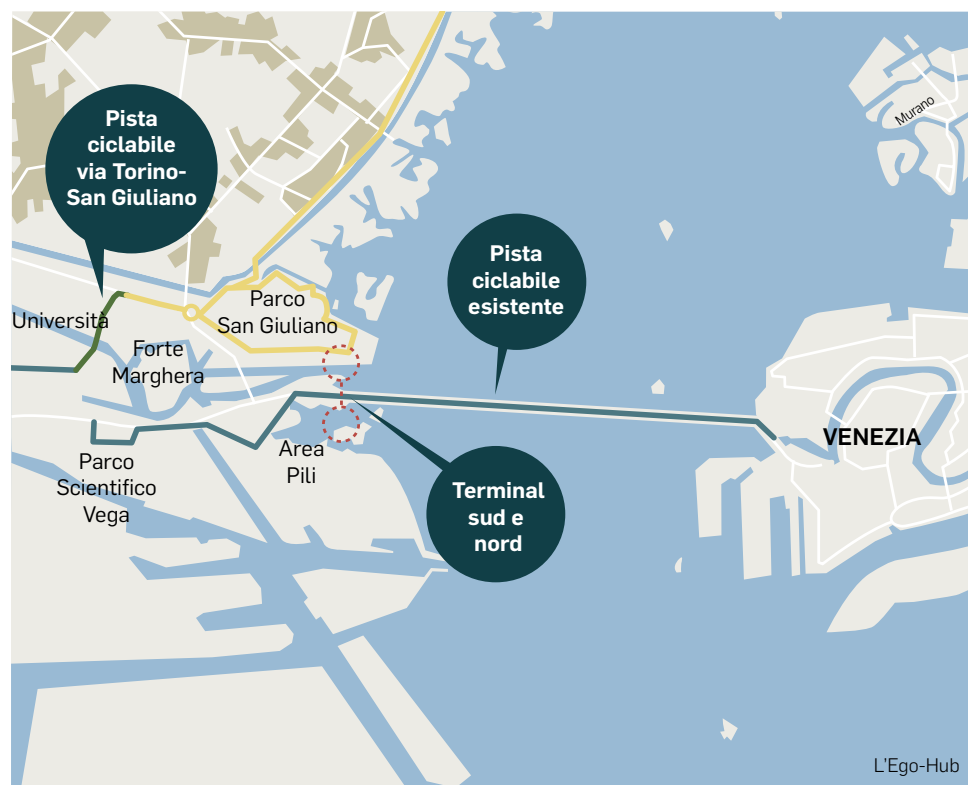 Pista
ciclabile
via Torino-
San Giuliano
Murano
Pista
ciclabile
esistente
Parco
San Giuliano
Università
Forte
Marghera
VENEZIA
Area
Pili
Parco
Scientifico
Vega
Terminal
sud e
nord
L'Ego-Hub